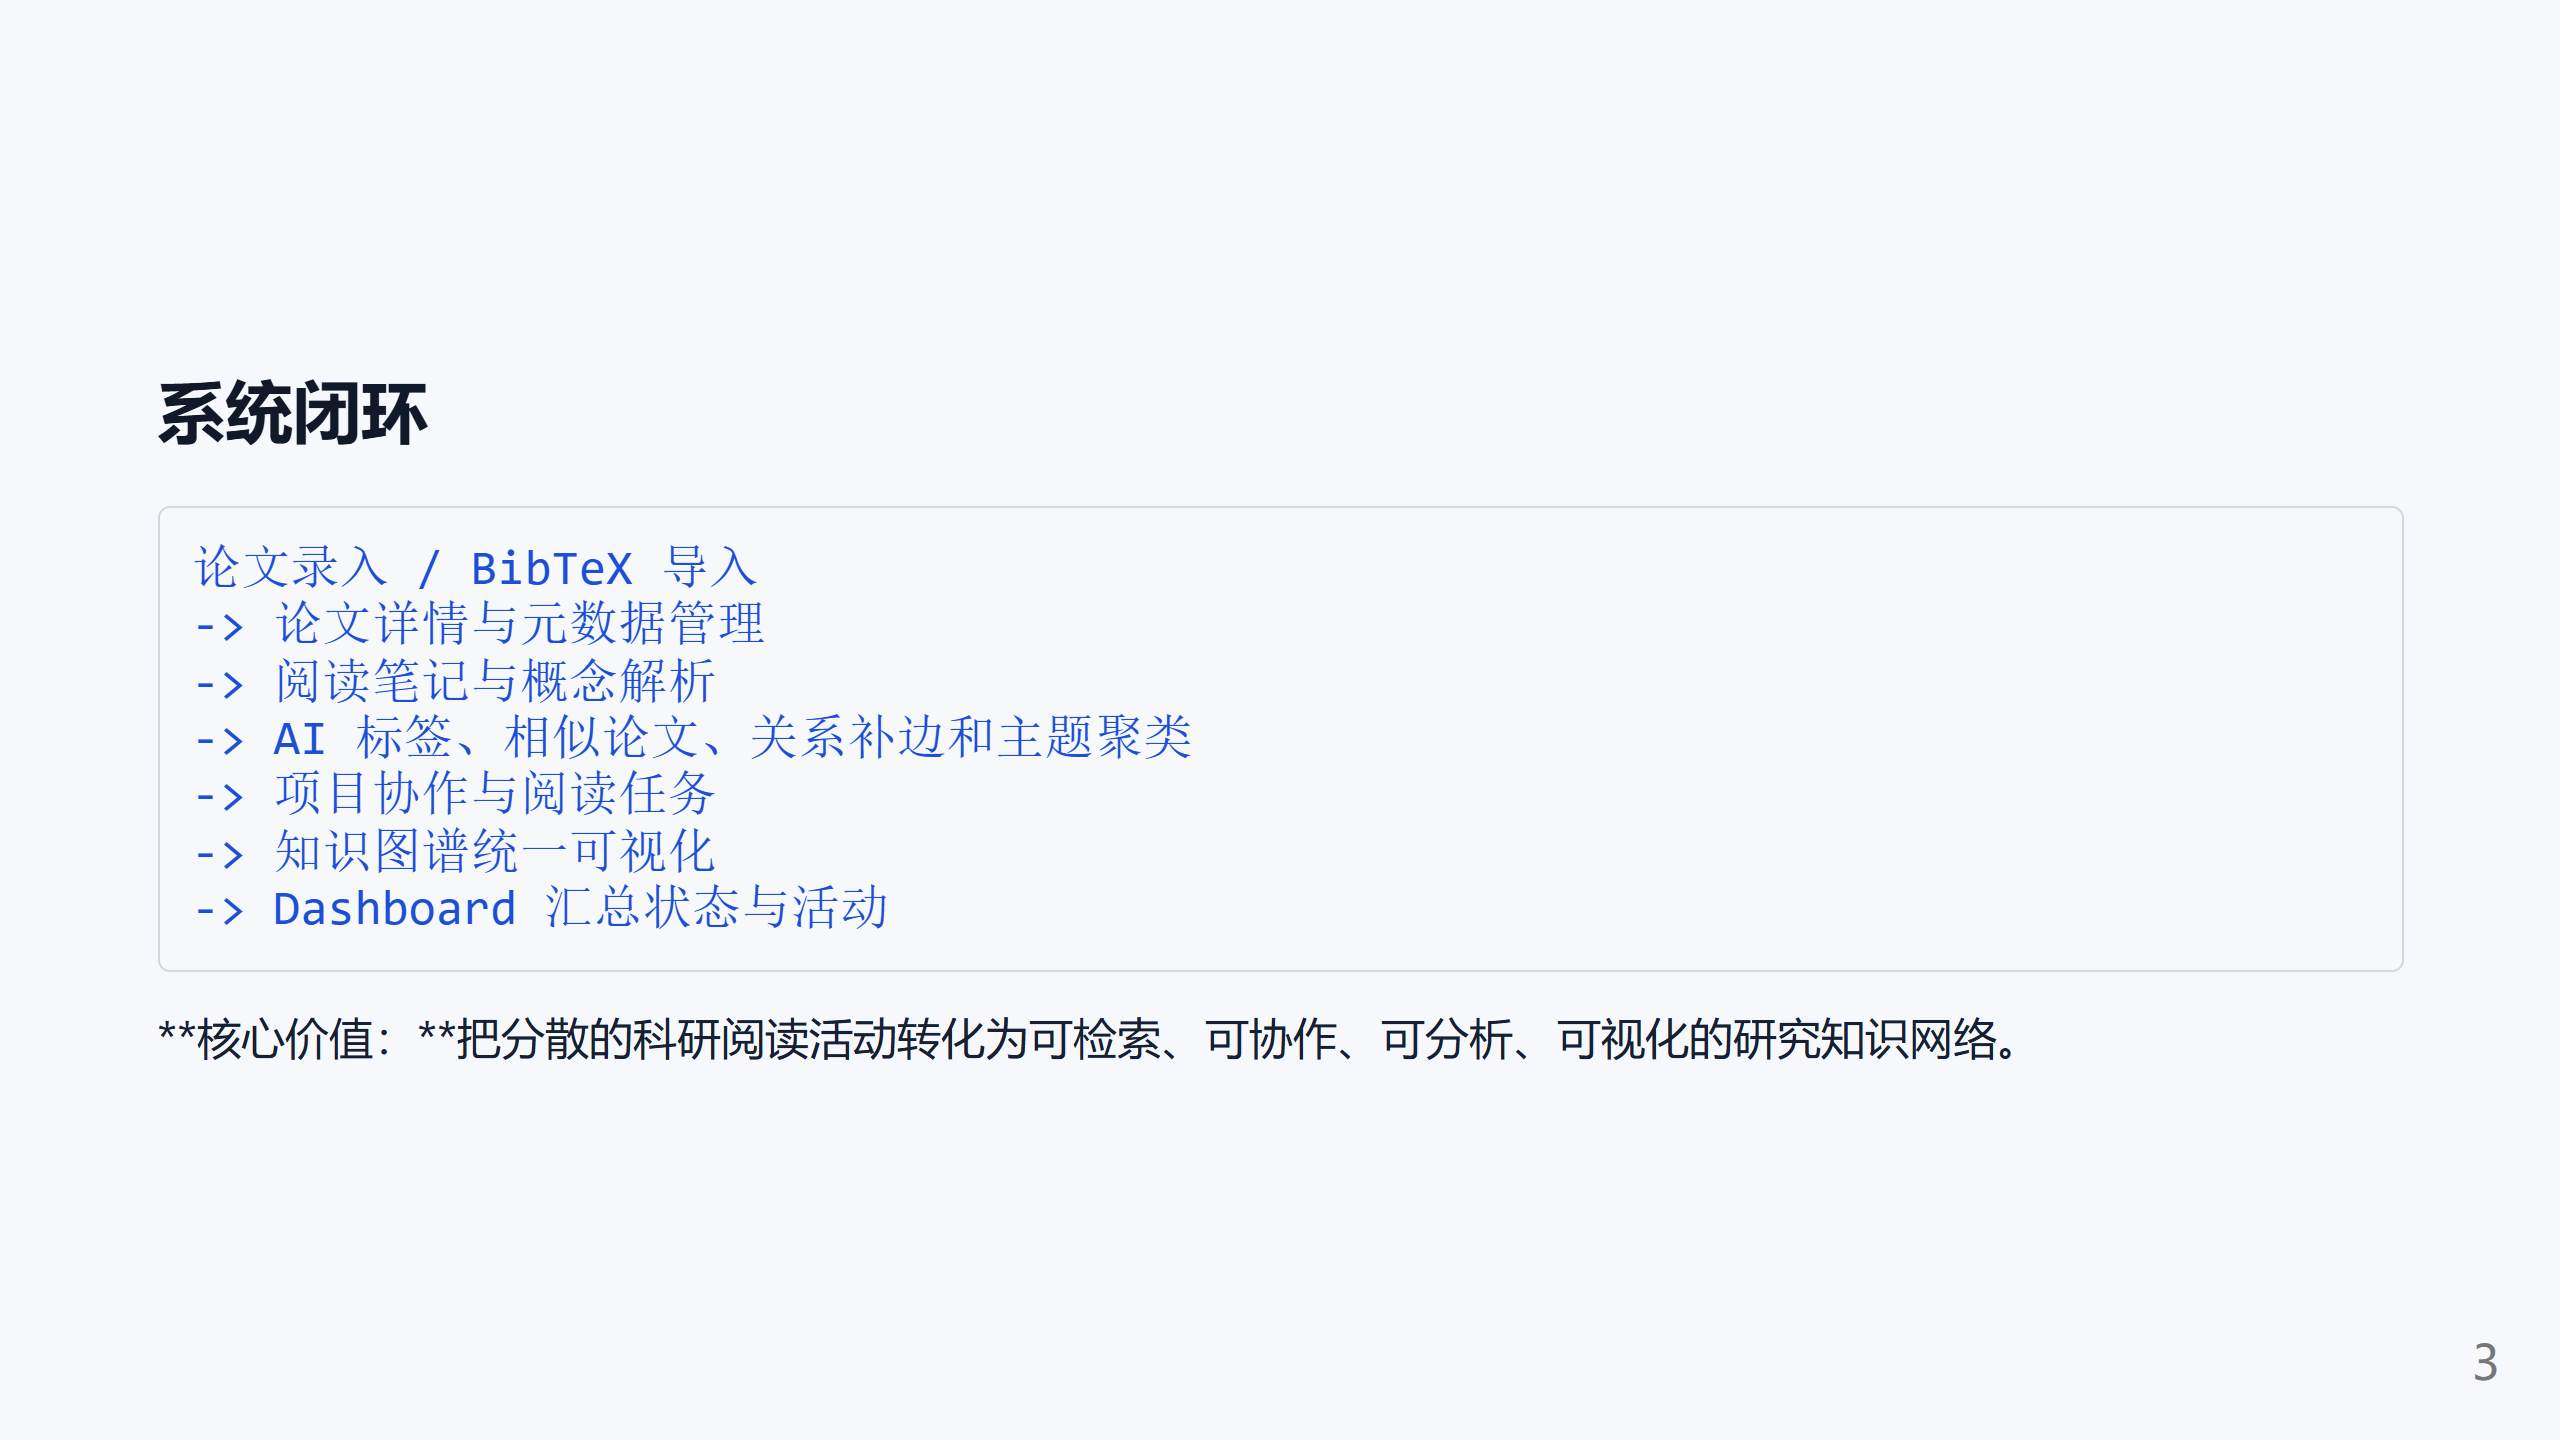 系统闭环
论文录入 / BibTeX 导入
-> 论文详情与元数据管理
-> 阅读笔记与概念解析
-> AI 标签、相似论文、关系补边和主题聚类
-> 项目协作与阅读任务
-> 知识图谱统一可视化
-> Dashboard 汇总状态与活动
**核心价值：**把分散的科研阅读活动转化为可检索、可协作、可分析、可视化的研究知识网络。
3